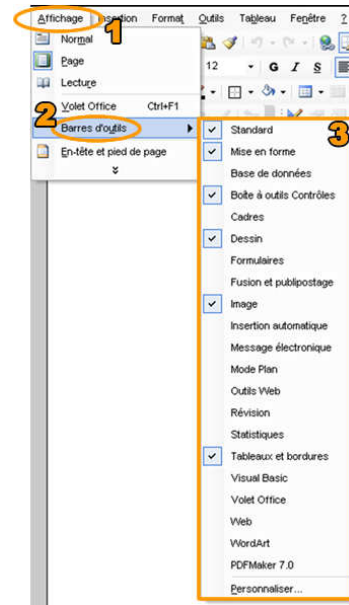 Affichage Insertion Format Outils Tableau Fenêtre ?
1
Normal
Page
12 G I S
Lecture
Volet Office Ctrl+F1
2
Barres d'outils
En-tête et pied de page
3
Standard
Mise en forme
Base de données
Boîte à outils Contrôles
Cadres
Dessin
Formulaires
Fusion et publipostage
Image
Insertion automatique
Message électronique
Mode Plan
Outils Web
Révision
Statistiques
Tableaux et bordures
Visual Basic
Volet Office
Web
WordArt
PDFMaker 7.0
Personnaliser...